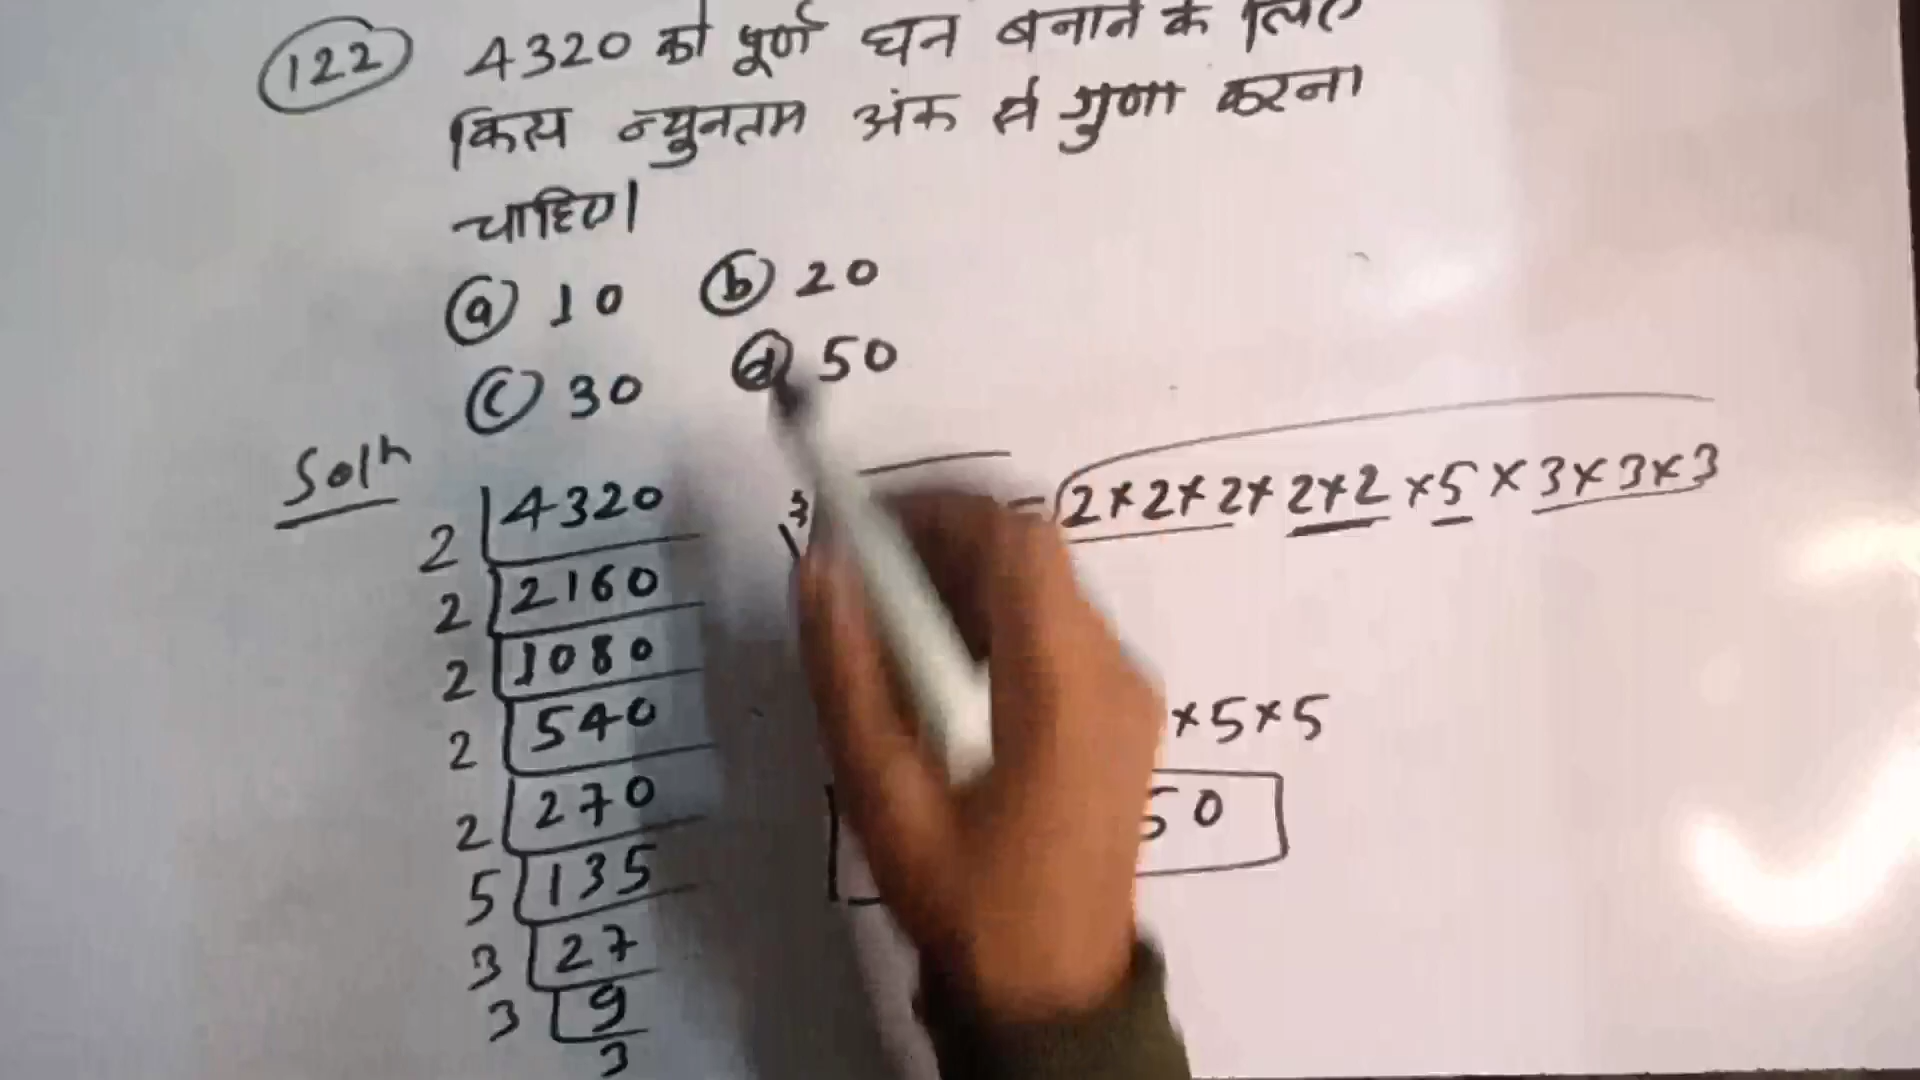 122 4320 को पूर्ण घन बनाने के लिए
किस न्युनतम अंक से गुणा करना
चाहिए।
a 10 b 20
c 30 d 50
Soln
2 4320 = 2×2×2×2×2×5×3×3×3
2 2160
2 1080
2 540 ×5×5
2 270 50
5 135
3 27
3 9
3